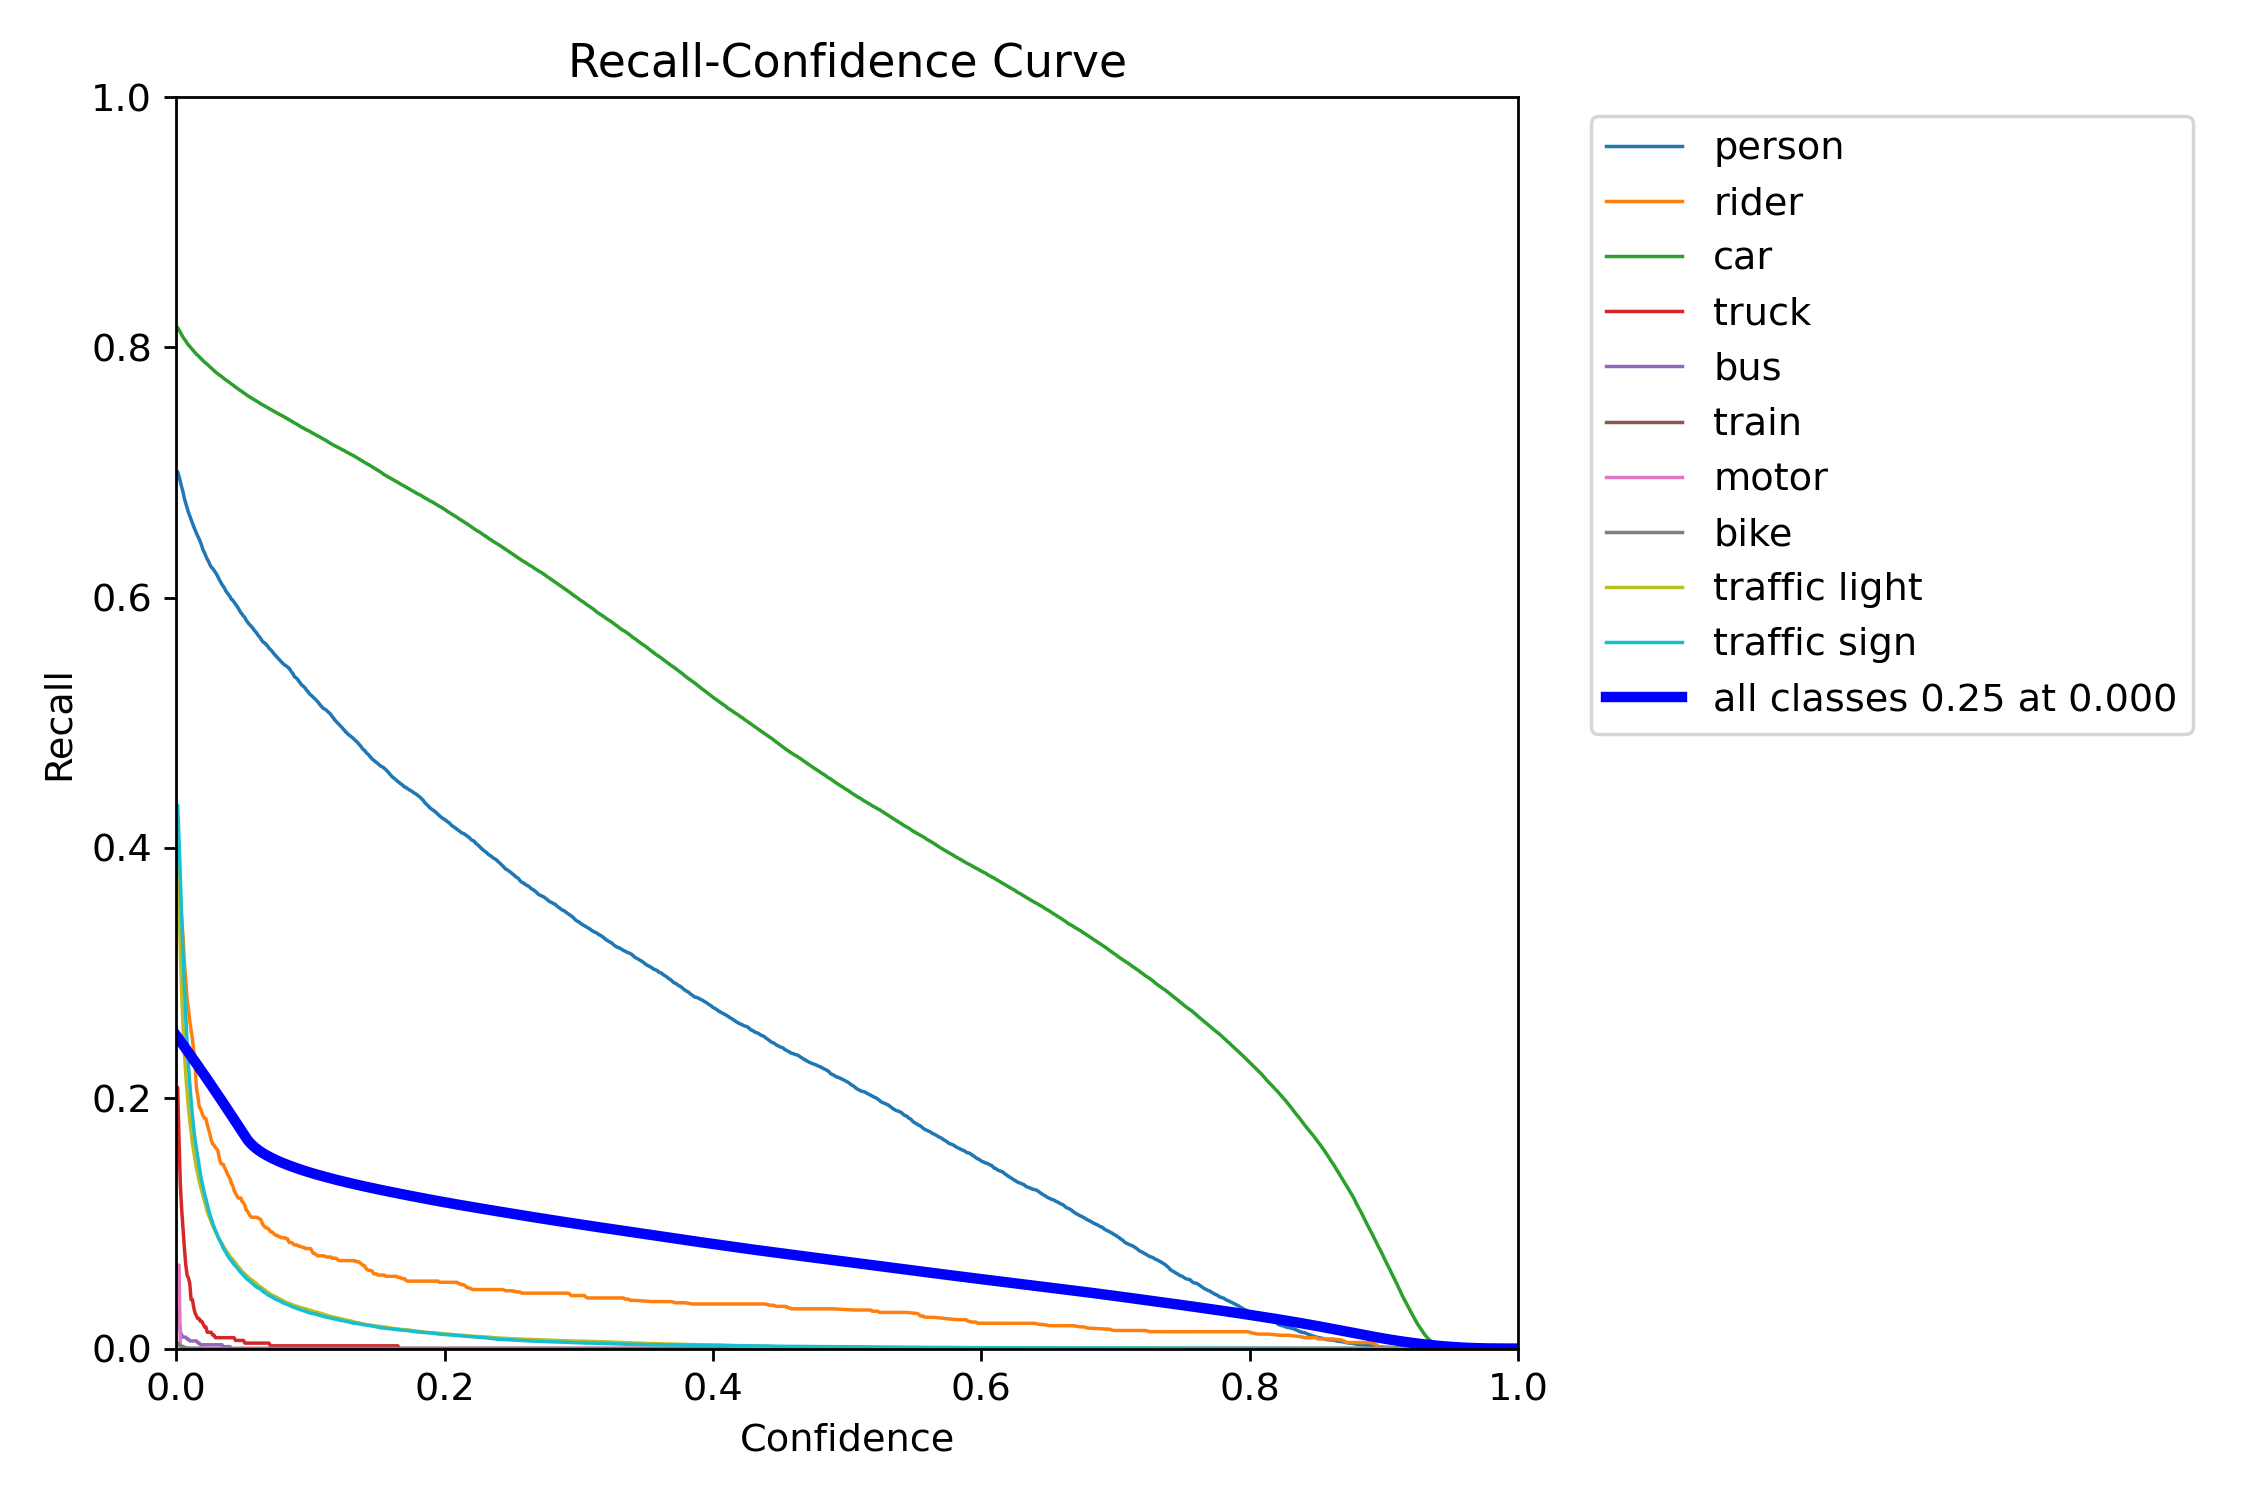 Recall-Confidence Curve
1.0
0.8
0.6
0.4
0.2
0.0
Recall
0.0 0.2 0.4 0.6 0.8 1.0
Confidence
person
rider
car
truck
bus
train
motor
bike
traffic light
traffic sign
all classes 0.25 at 0.000